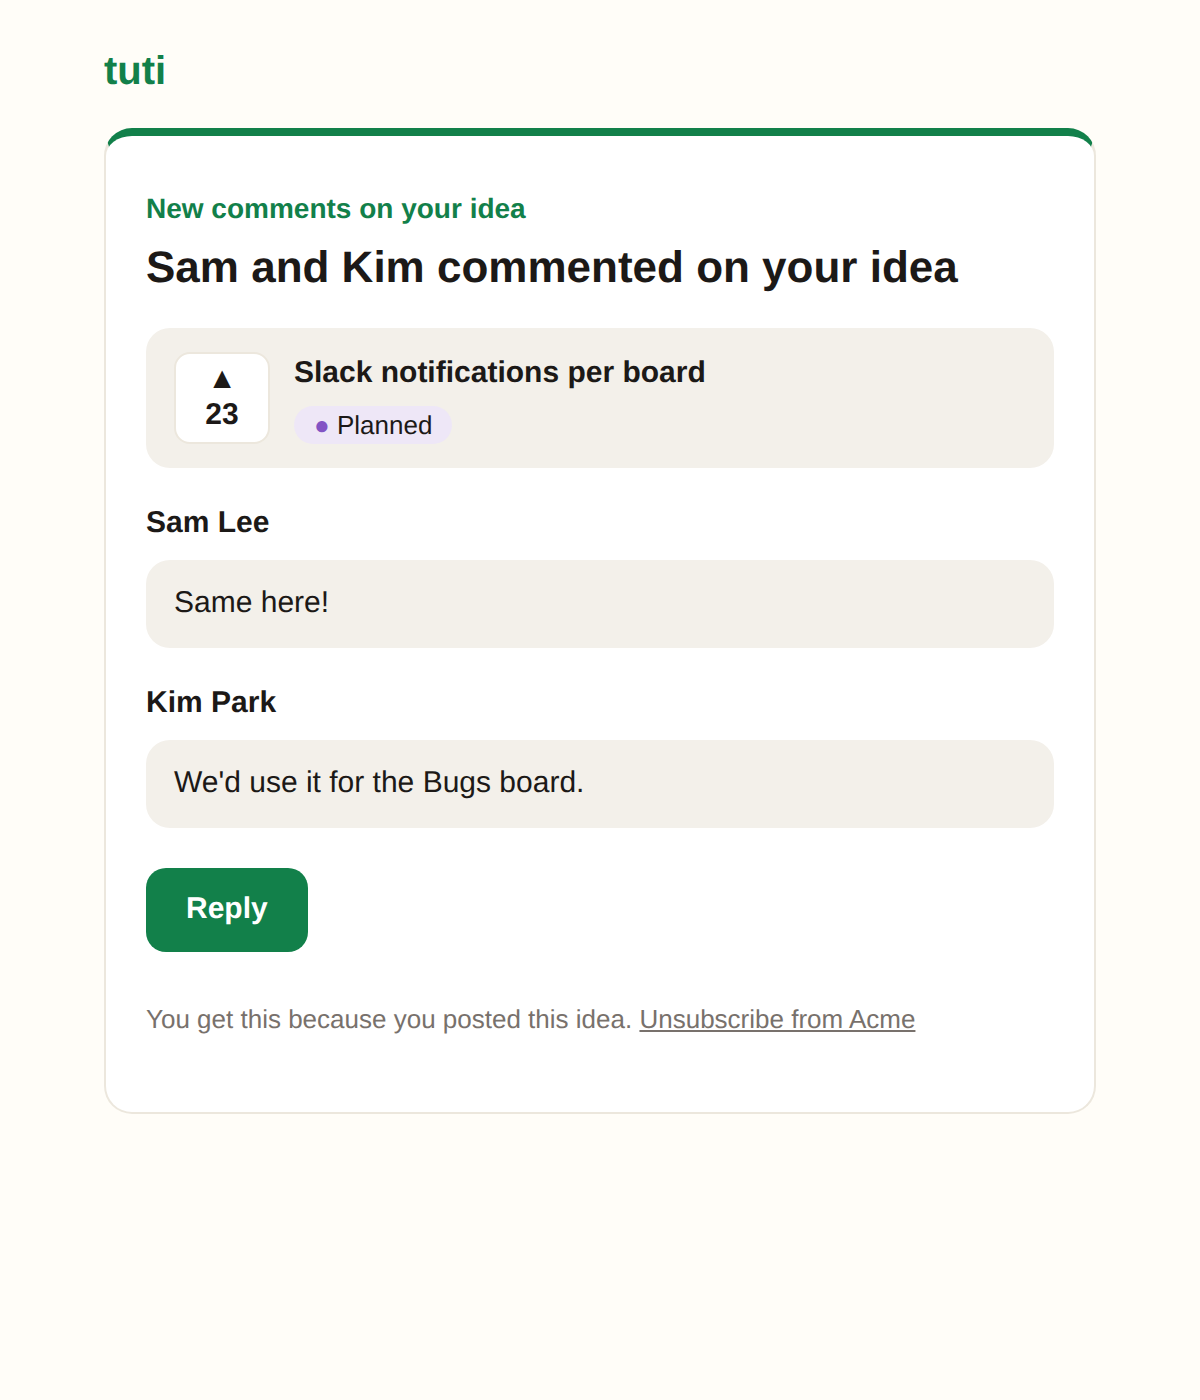 tuti
New comments on your idea
Sam and Kim commented on your idea
▲
23
Slack notifications per board
Planned
Sam Lee
Same here!
Kim Park
We'd use it for the Bugs board.
Reply
You get this because you posted this idea. Unsubscribe from Acme